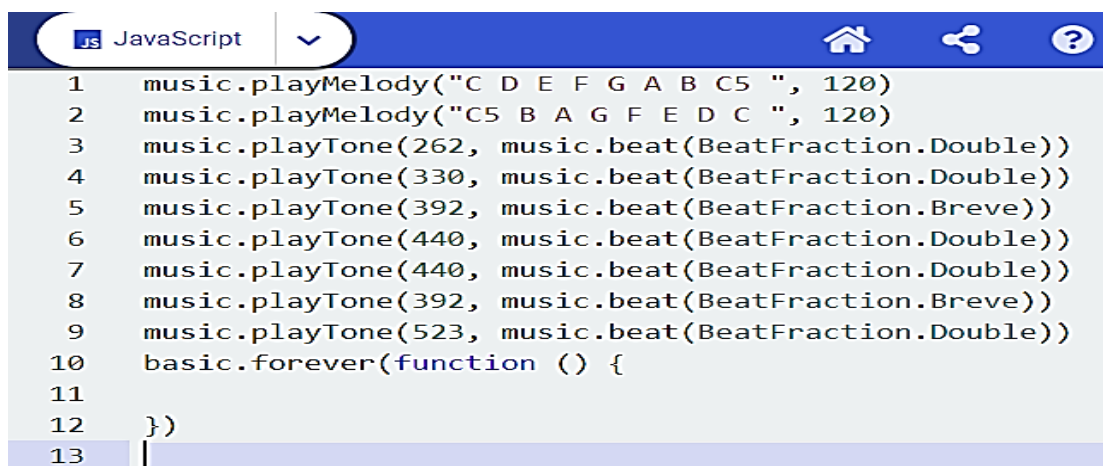 JS JavaScript
1 music.playMelody("C D E F G A B C5 ", 120)
2 music.playMelody("C5 B A G F E D C ", 120)
3 music.playTone(262, music.beat(BeatFraction.Double))
4 music.playTone(330, music.beat(BeatFraction.Double))
5 music.playTone(392, music.beat(BeatFraction.Breve))
6 music.playTone(440, music.beat(BeatFraction.Double))
7 music.playTone(440, music.beat(BeatFraction.Double))
8 music.playTone(392, music.beat(BeatFraction.Breve))
9 music.playTone(523, music.beat(BeatFraction.Double))
10 basic.forever(function () {
11
12 })
13